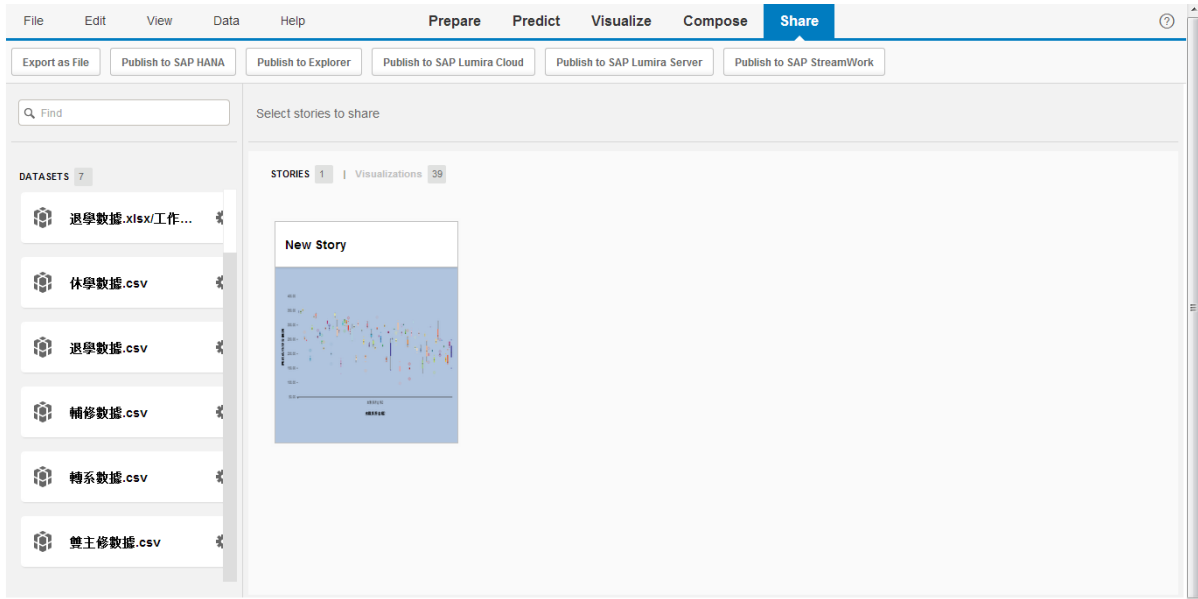 File Edit View Data Help Prepare Predict Visualize Compose Share ?
Export as File Publish to SAP HANA Publish to Explorer Publish to SAP Lumira Cloud Publish to SAP Lumira Server Publish to SAP StreamWork
Find
Select stories to share
DATASETS 7
STORIES 1 | Visualizations 39
退學數據.xlsx/工作...
休學數據.csv
退學數據.csv
輔修數據.csv
轉系數據.csv
雙主修數據.csv
New Story